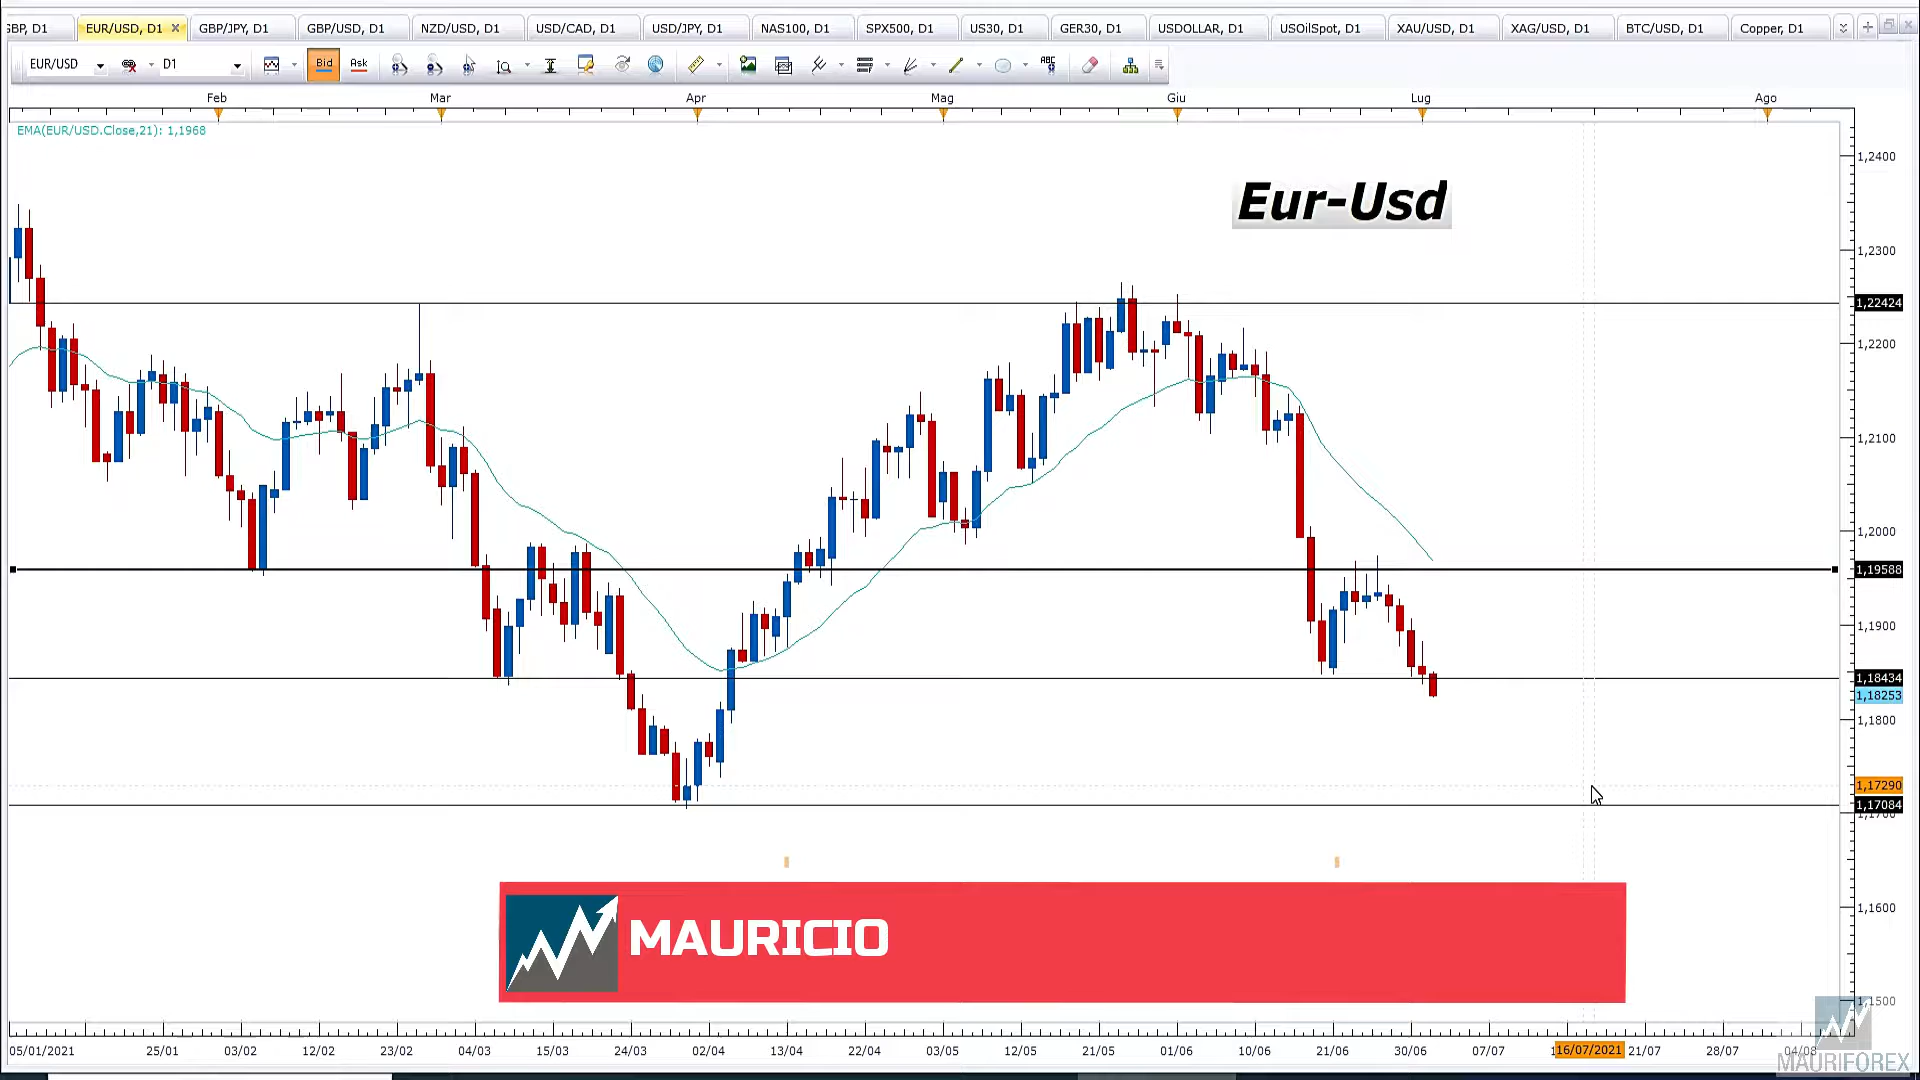 GBP, D1 EUR/USD, D1 GBP/JPY, D1 GBP/USD, D1 NZD/USD, D1 USD/CAD, D1 USD/JPY, D1 NAS100, D1 SPX500, D1 US30, D1 GER30, D1 USDOLLAR, D1 USOilSpot, D1 XAU/USD, D1 XAG/USD, D1 BTC/USD, D1 Copper, D1
EUR/USD D1 Bid Ask ABC
Feb Mar Apr Mag Giu Lug Ago
EMA(EUR/USD.Close,21): 1,1968
1,2400
Eur-Usd
1,2300
1,22424
1,2200
1,2100
1,2000
1,19588
1,1900
1,18434
1,18253
1,1800
1,17290
1,17084
1,1700
1,1600
MAURICIO
1,1500
05/01/2021 25/01 03/02 12/02 23/02 04/03 15/03 24/03 02/04 13/04 22/04 03/05 12/05 21/05 01/06 10/06 21/06 30/06 07/07 16/07/2021 21/07 28/07 04/08
MAURIFOREX